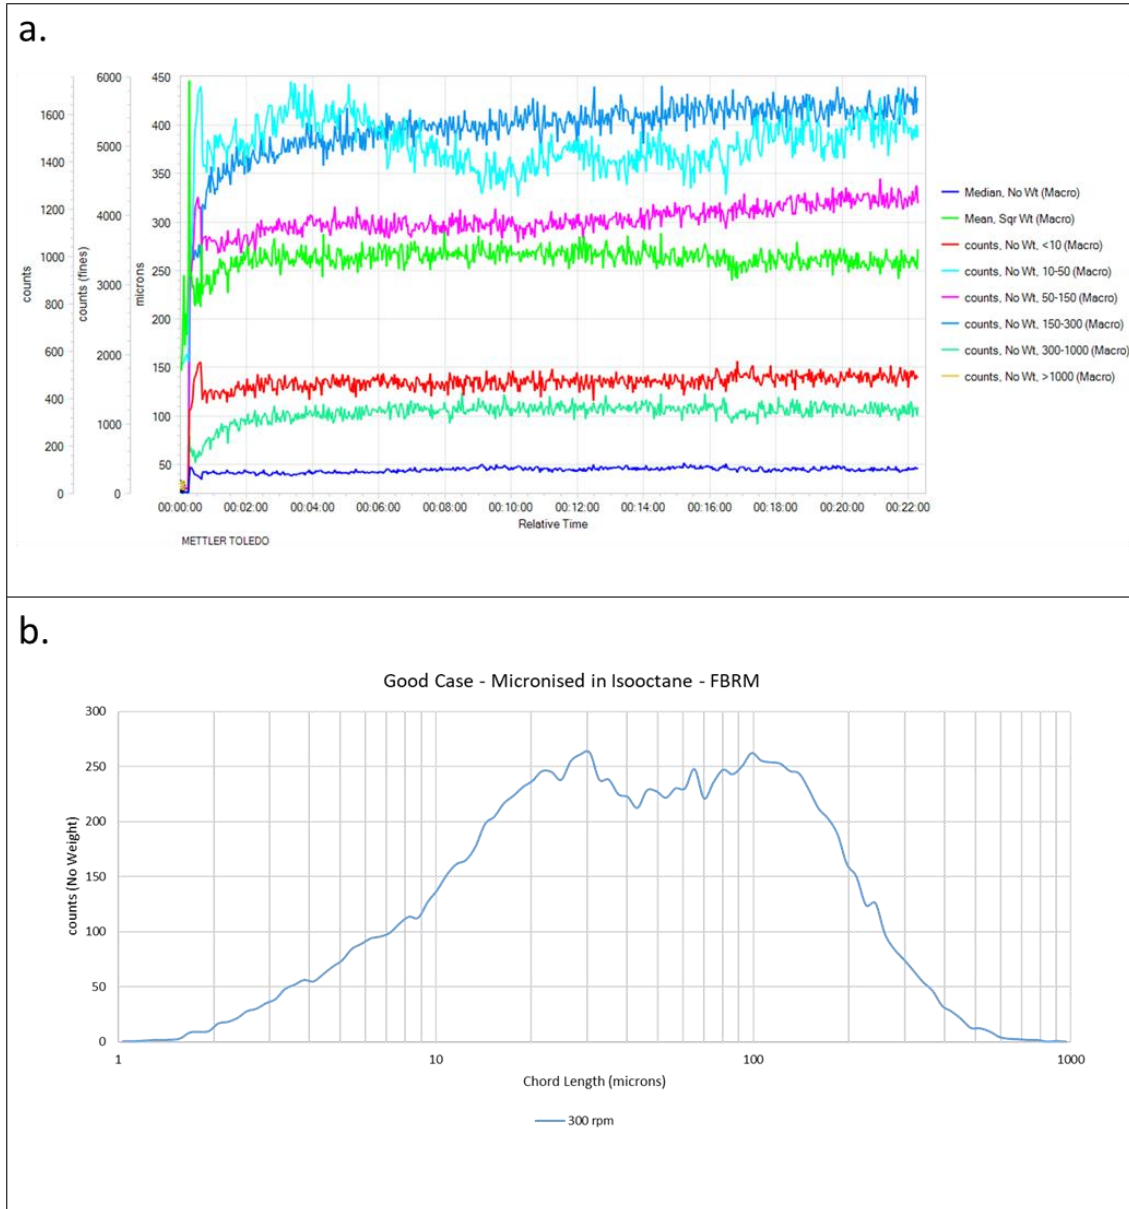 a.
counts
1600
1400
1200
1000
800
600
400
200
0
counts (fines)
6000
5000
4000
3000
2000
1000
0
microns
450
400
350
300
250
200
150
100
50
00:00:00 00:02:00 00:04:00 00:06:00 00:08:00 00:10:00 00:12:00 00:14:00 00:16:00 00:18:00 00:20:00 00:22:00
Relative Time
METTLER TOLEDO
Median, No Wt (Macro)
Mean, Sqr Wt (Macro)
counts, No Wt, <10 (Macro)
counts, No Wt, 10-50 (Macro)
counts, No Wt, 50-150 (Macro)
counts, No Wt, 150-300 (Macro)
counts, No Wt, 300-1000 (Macro)
counts, No Wt, >1000 (Macro)
b.
Good Case - Micronised in Isooctane - FBRM
counts (No Weight)
300
250
200
150
100
50
0
1 10 100 1000
Chord Length (microns)
300 rpm